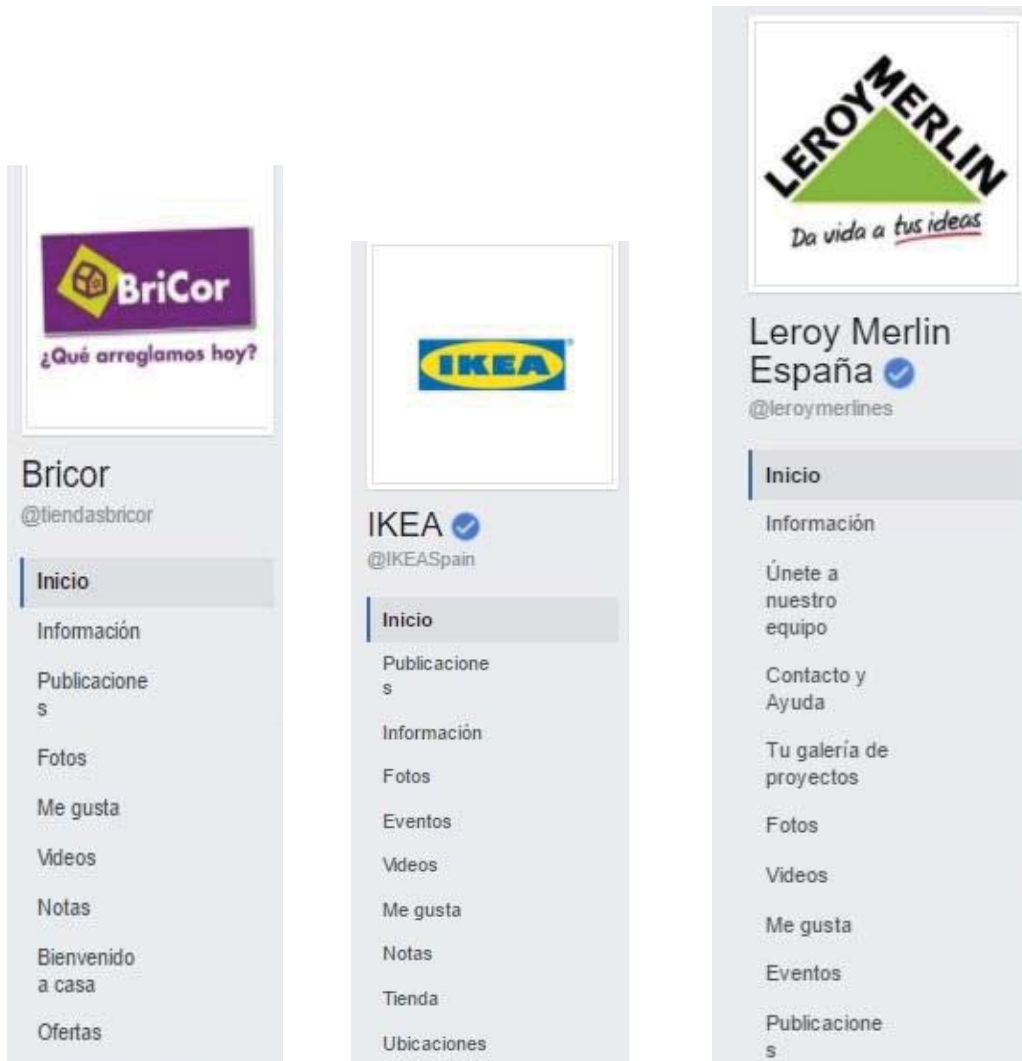 BriCor
¿Qué arreglamos hoy?
Bricor
@tiendasbricor
Inicio
Información
Publicacione
s
Fotos
Me gusta
Videos
Notas
Bienvenido
a casa
Ofertas
IKEA
IKEA
@IKEASpain
Inicio
Publicacione
s
Información
Fotos
Eventos
Videos
Me gusta
Notas
Tienda
Ubicaciones
LEROY MERLIN
Da vida a tus ideas
Leroy Merlin
España
@leroymerlines
Inicio
Información
Únete a
nuestro
equipo
Contacto y
Ayuda
Tu galería de
proyectos
Fotos
Videos
Me gusta
Eventos
Publicacione
s